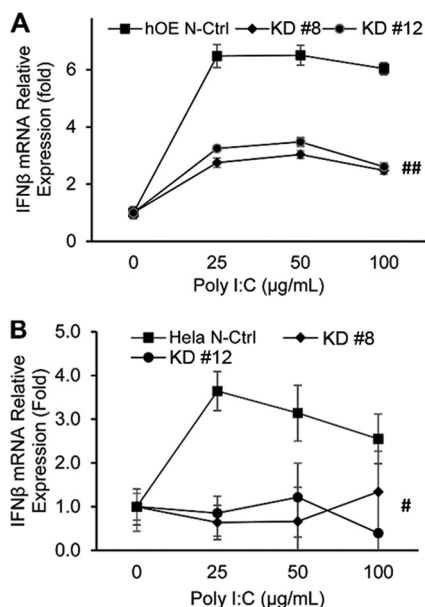 A
hOE N-Ctrl KD #8 KD #12
IFNβ mRNA Relative
Expression (fold)
6
4
2
0
##
0 25 50 100
Poly I:C (µg/mL)
B
Hela N-Ctrl KD #8
KD #12
IFNβ mRNA Relative
Expression (Fold)
5.0
4.0
3.0
2.0
1.0
0.0
#
0 25 50 100
Poly I:C (µg/mL)